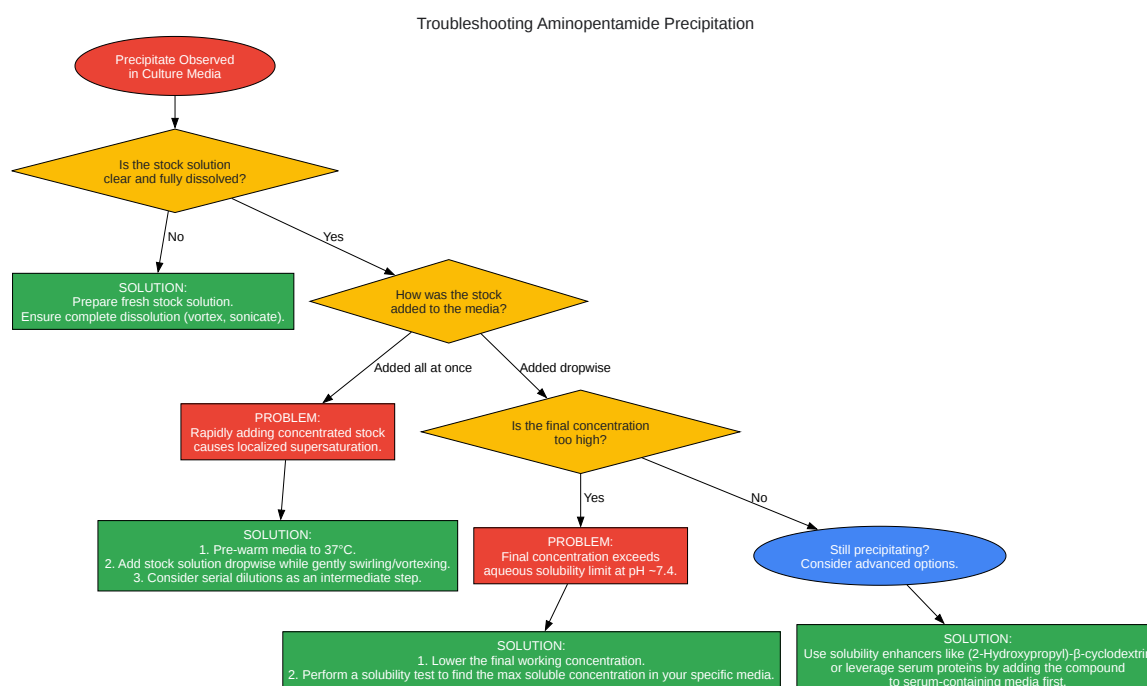 Troubleshooting Aminopentamide Precipitation
Precipitate Observed
in Culture Media
Is the stock solution
clear and fully dissolved?
No
Yes
SOLUTION:
Prepare fresh stock solution.
Ensure complete dissolution (vortex, sonicate).
How was the stock
added to the media?
Added all at once
Added dropwise
PROBLEM:
Rapidly adding concentrated stock
causes localized supersaturation.
Is the final concentration
too high?
Yes
No
SOLUTION:
1. Pre-warm media to 37°C.
2. Add stock solution dropwise while gently swirling/vortexing.
3. Consider serial dilutions as an intermediate step.
PROBLEM:
Final concentration exceeds
aqueous solubility limit at pH ~7.4.
Still precipitating?
Consider advanced options.
SOLUTION:
1. Lower the final working concentration.
2. Perform a solubility test to find the max soluble concentration in your specific media.
SOLUTION:
Use solubility enhancers like (2-Hydroxypropyl)-β-cyclodextrin
or leverage serum proteins by adding the compound
to serum-containing media first.